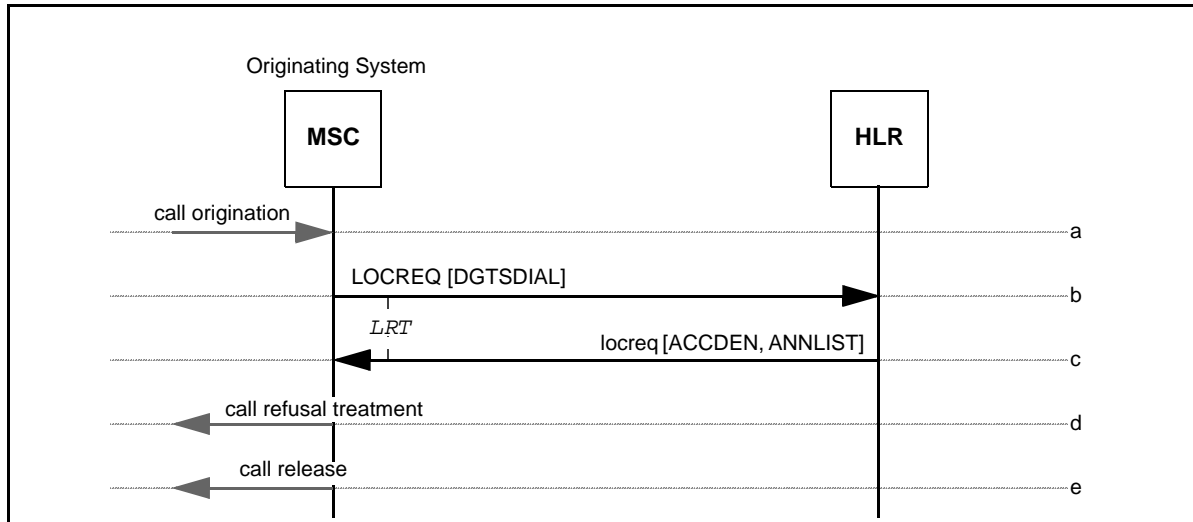 Originating System
MSC
HLR
call origination
a
LOCREQ [DGTSDIAL]
b
LRT
locreq [ACCDEN, ANNLIST]
c
call refusal treatment
d
call release
e